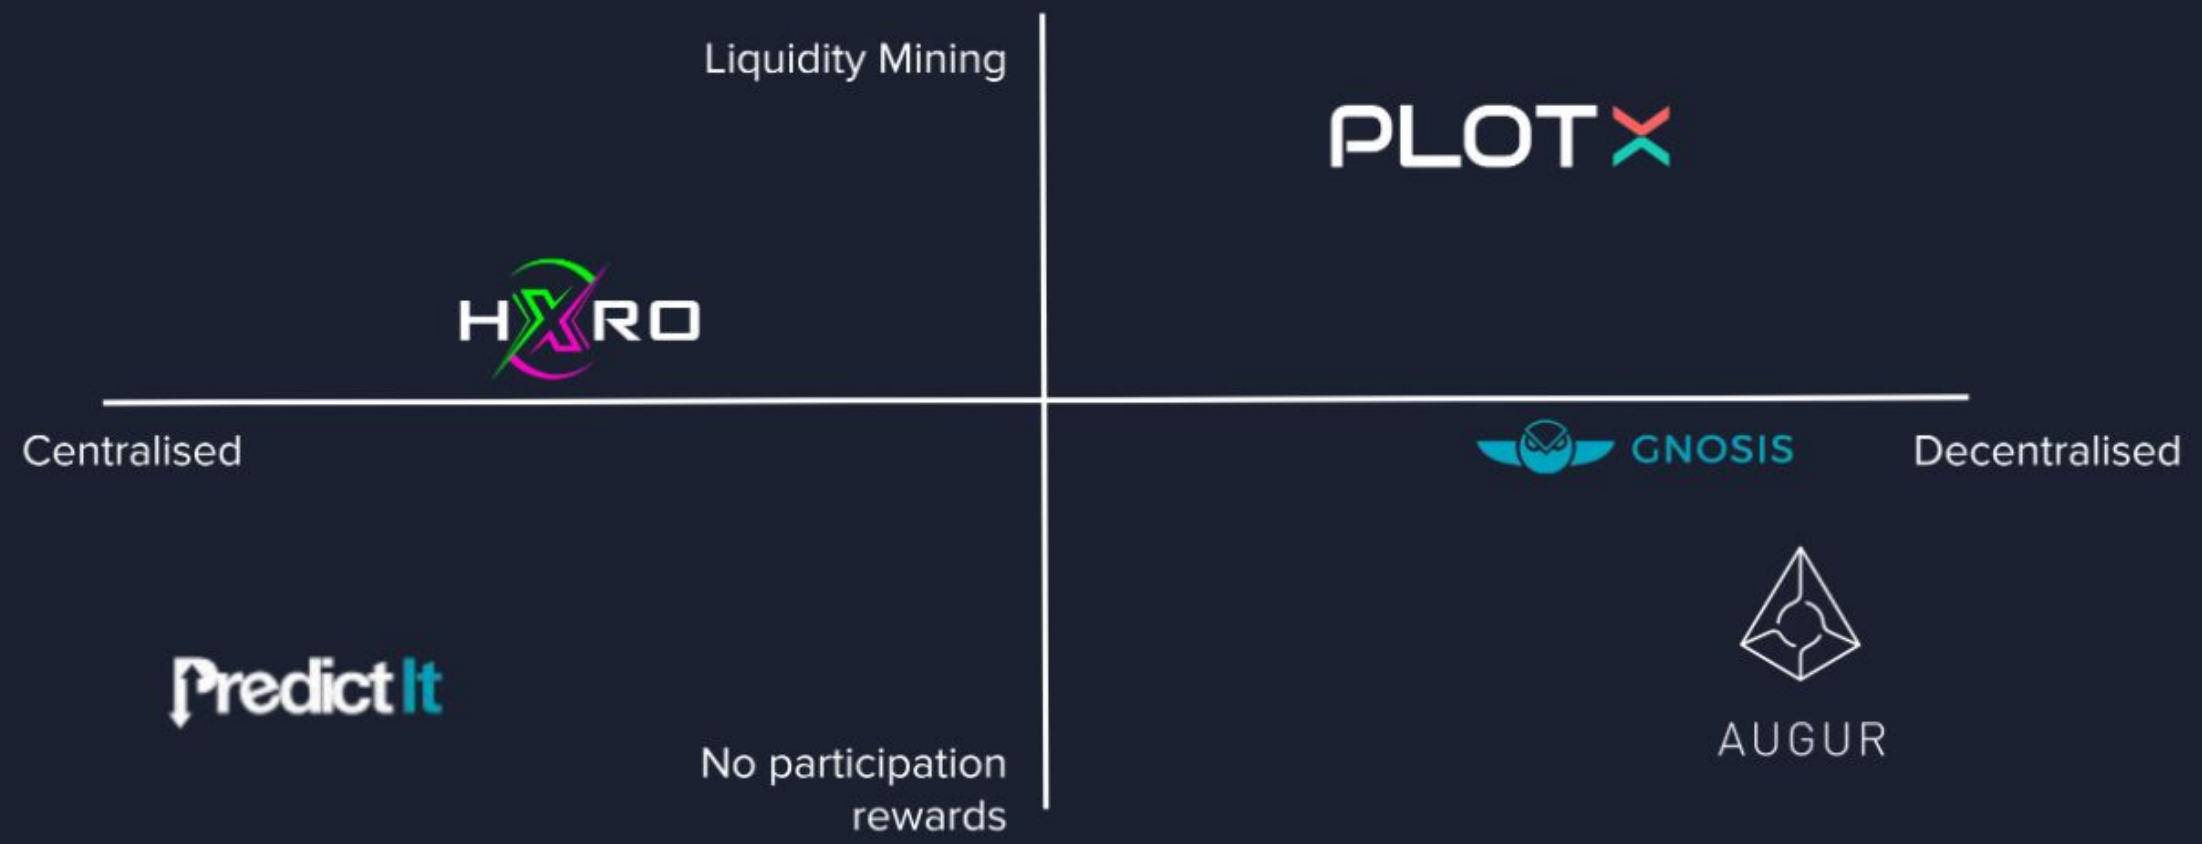 Liquidity Mining
PLOTX
HXRO
Centralised
GNOSIS
Decentralised
PredictIt
AUGUR
No participation
rewards